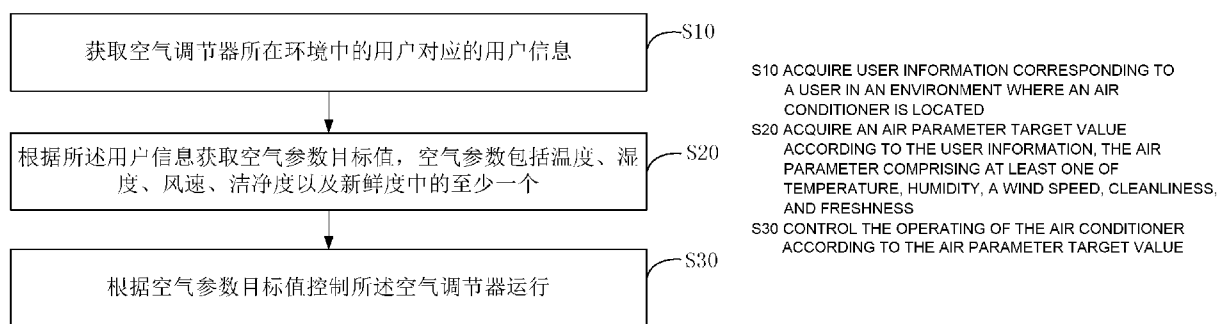 获取空气调节器所在环境中的用户对应的用户信息
S10
根据所述用户信息获取空气参数目标值，空气参数包括温度、湿
度、风速、洁净度以及新鲜度中的至少一个
S20
根据空气参数目标值控制所述空气调节器运行
S30
S10 ACQUIRE USER INFORMATION CORRESPONDING TO
A USER IN AN ENVIRONMENT WHERE AN AIR
CONDITIONER IS LOCATED
S20 ACQUIRE AN AIR PARAMETER TARGET VALUE
ACCORDING TO THE USER INFORMATION, THE AIR
PARAMETER COMPRISING AT LEAST ONE OF
TEMPERATURE, HUMIDITY, A WIND SPEED, CLEANLINESS,
AND FRESHNESS
S30 CONTROL THE OPERATING OF THE AIR CONDITIONER
ACCORDING TO THE AIR PARAMETER TARGET VALUE